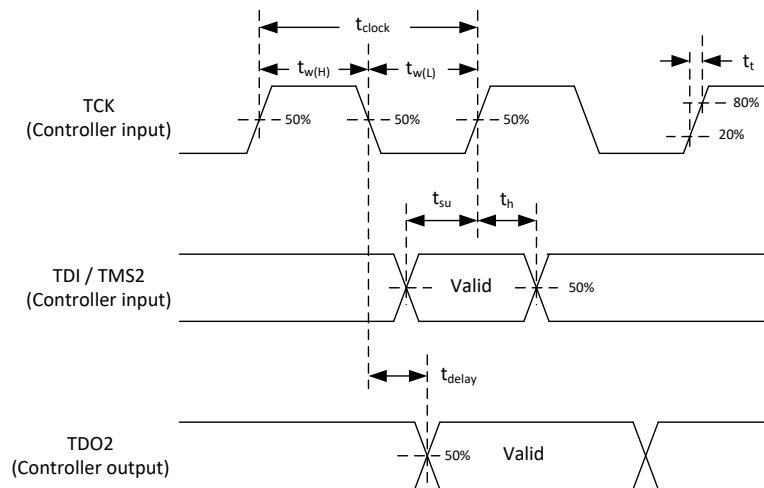 t_clock
t_w(H)
t_w(L)
t_t
TCK
(Controller input)
50%
50%
50%
80%
20%
t_su
t_h
TDI / TMS2
(Controller input)
Valid
50%
t_delay
TDO2
(Controller output)
50%
Valid